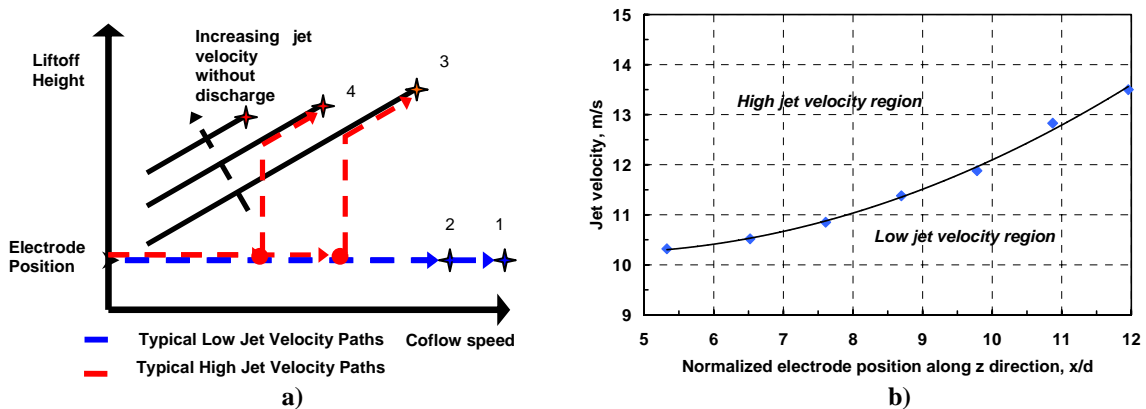 Liftoff
Height
Increasing jet
velocity
without
discharge
3
4
Electrode
Position
2
1
Typical Low Jet Velocity Paths
Coflow speed
Typical High Jet Velocity Paths
a)
15
14
13
12
11
10
9
Jet velocity, m/s
High jet velocity region
Low jet velocity region
5 6 7 8 9 10 11 12
Normalized electrode position along z direction, x/d
b)